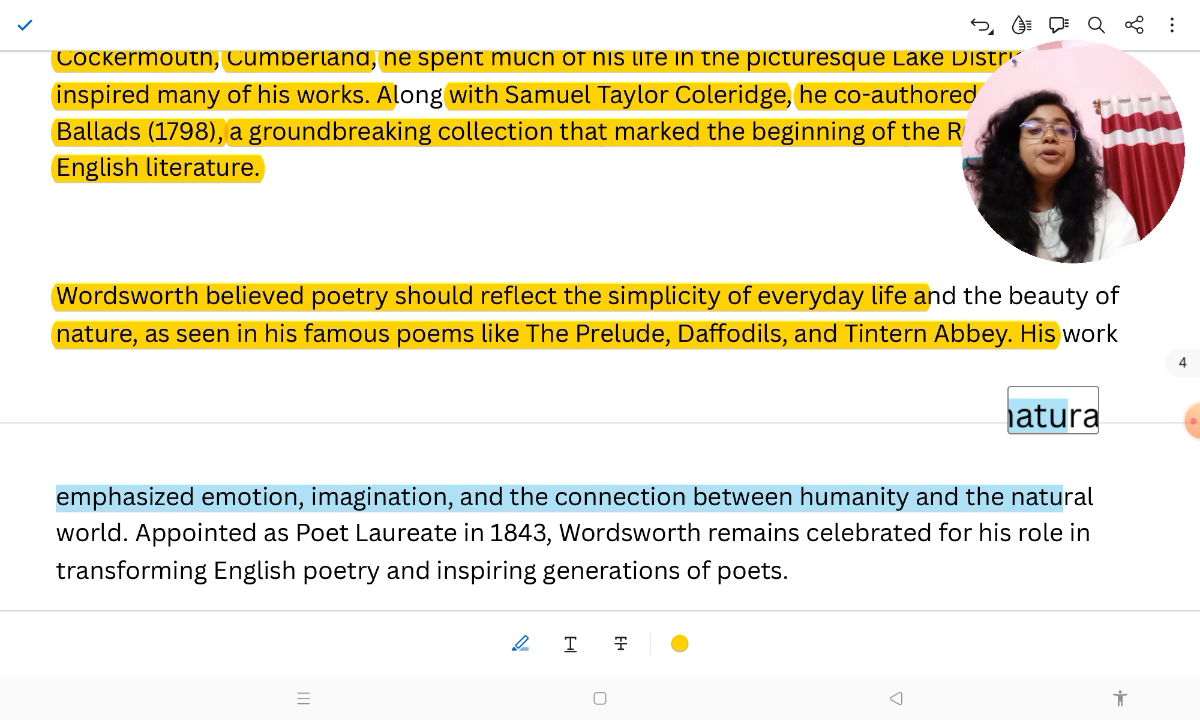 Cockermouth, Cumberland, he spent much of his life in the picturesque Lake
inspired many of his works. Along with Samuel Taylor Coleridge, he co-authored
Ballads (1798), a groundbreaking collection that marked the beginning of the
English literature.
Wordsworth believed poetry should reflect the simplicity of everyday life and the beauty of
nature, as seen in his famous poems like The Prelude, Daffodils, and Tintern Abbey. His work
4
natura
emphasized emotion, imagination, and the connection between humanity and the natural
world. Appointed as Poet Laureate in 1843, Wordsworth remains celebrated for his role in
transforming English poetry and inspiring generations of poets.